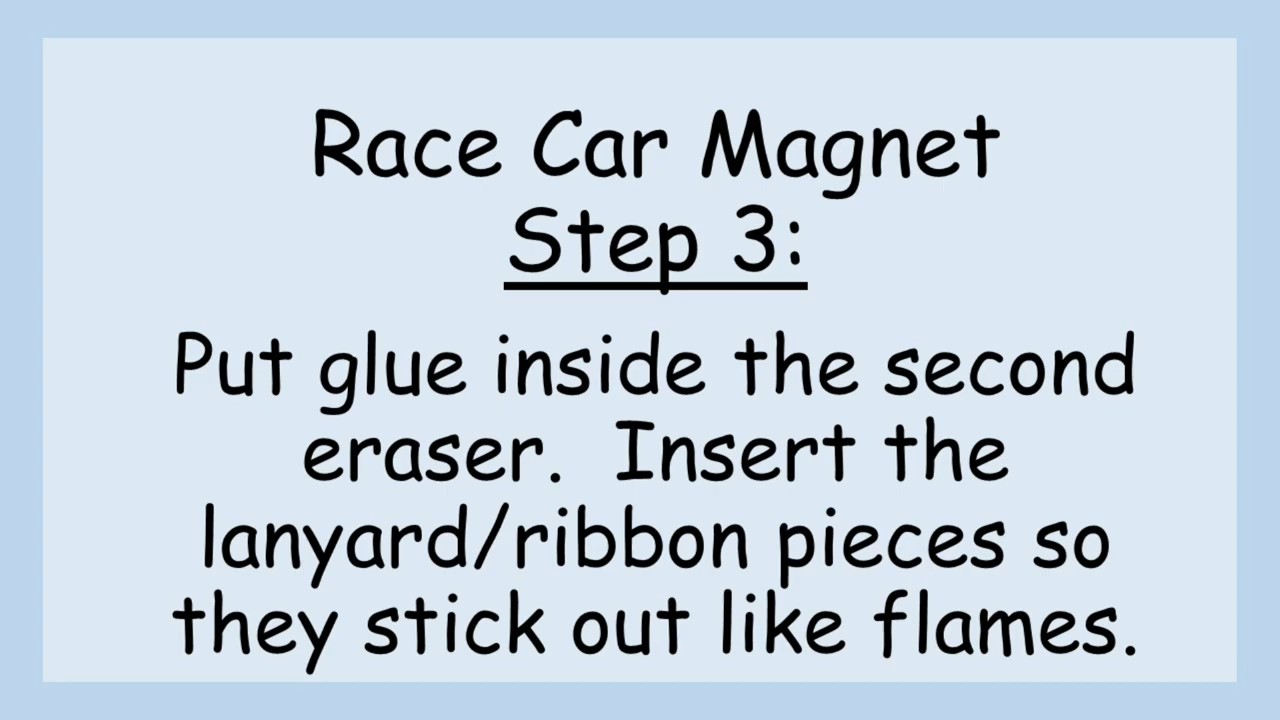 Race Car Magnet
Step 3:
Put glue inside the second
eraser.  Insert the
lanyard/ribbon pieces so
they stick out like flames.